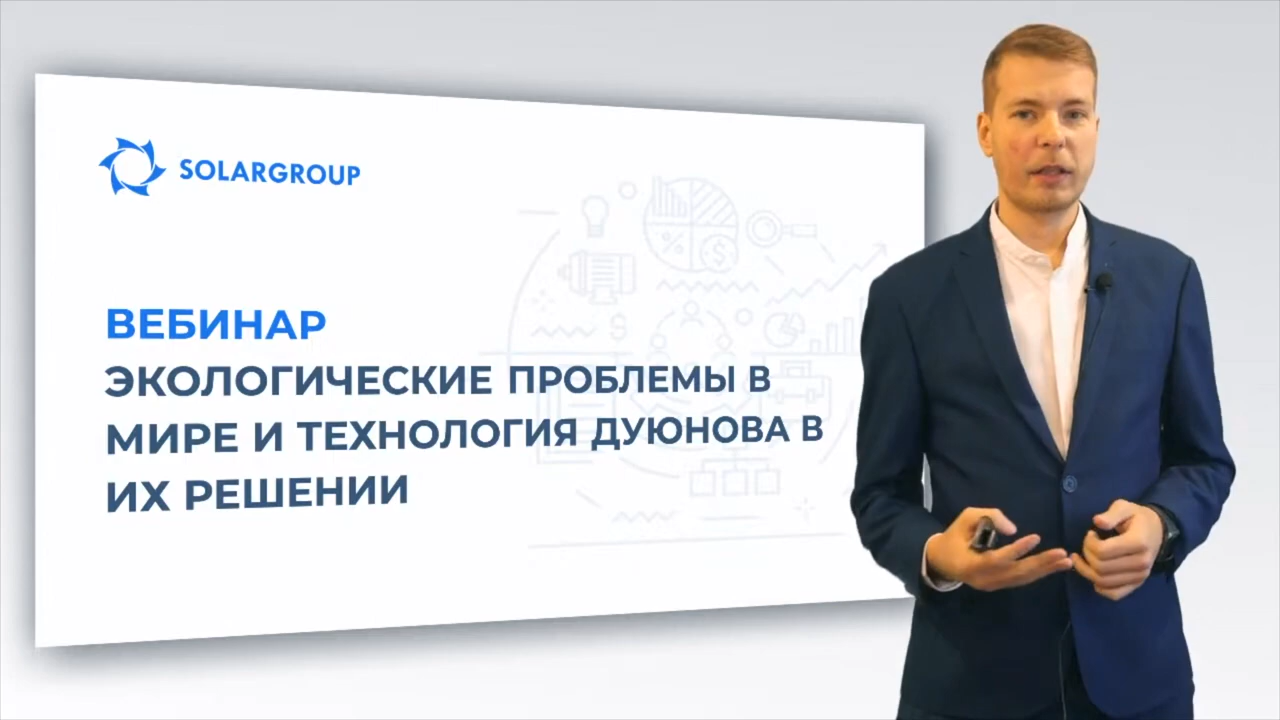 SOLARGROUP
ВЕБИНАР
ЭКОЛОГИЧЕСКИЕ ПРОБЛЕМЫ В
МИРЕ И ТЕХНОЛОГИЯ ДУЮНОВА В
ИХ РЕШЕНИИ